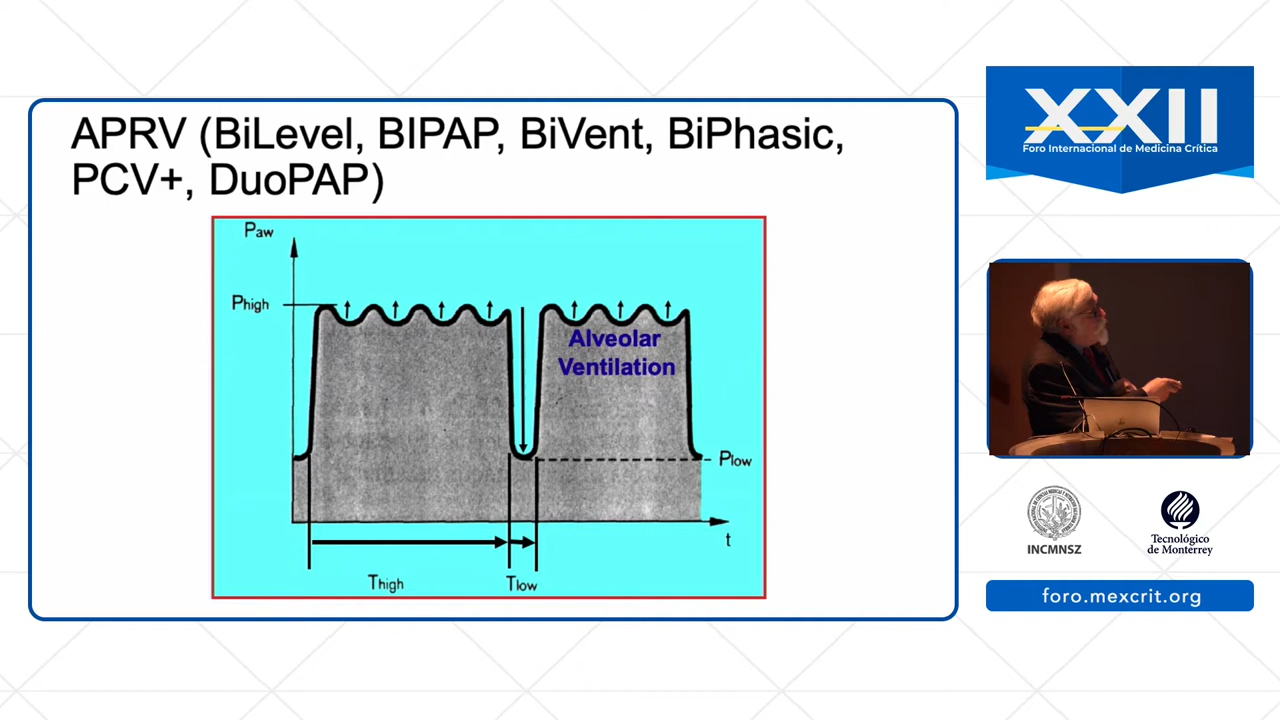 APRV (BiLevel, BIPAP, BiVent, BiPhasic,
PCV+, DuoPAP)
Paw
Phigh
Alveolar
Ventilation
Plow
t
Thigh
Tlow
XXII
Foro Internacional de Medicina Crítica
INCMNSZ
Tecnológico
de Monterrey
foro.mexcrit.org